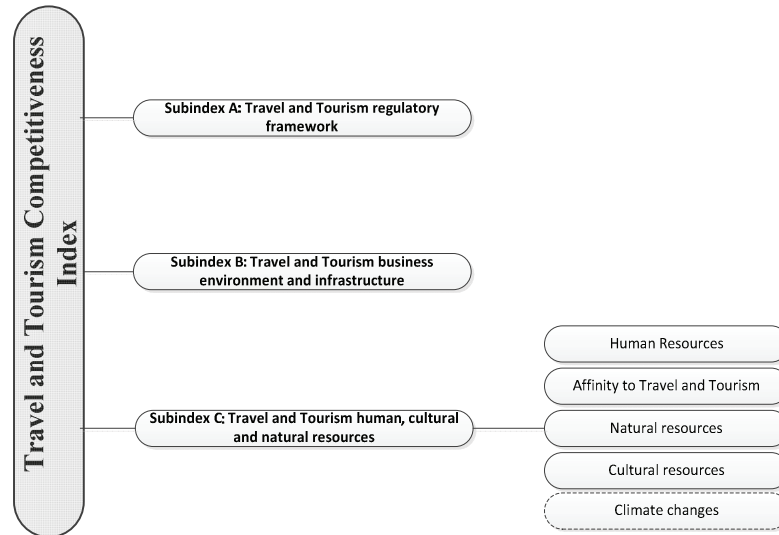 Travel and Tourism Competitiveness
Index
Subindex A: Travel and Tourism regulatory
framework
Subindex B: Travel and Tourism business
environment and infrastructure
Subindex C: Travel and Tourism human, cultural
and natural resources
Human Resources
Affinity to Travel and Tourism
Natural resources
Cultural resources
Climate changes